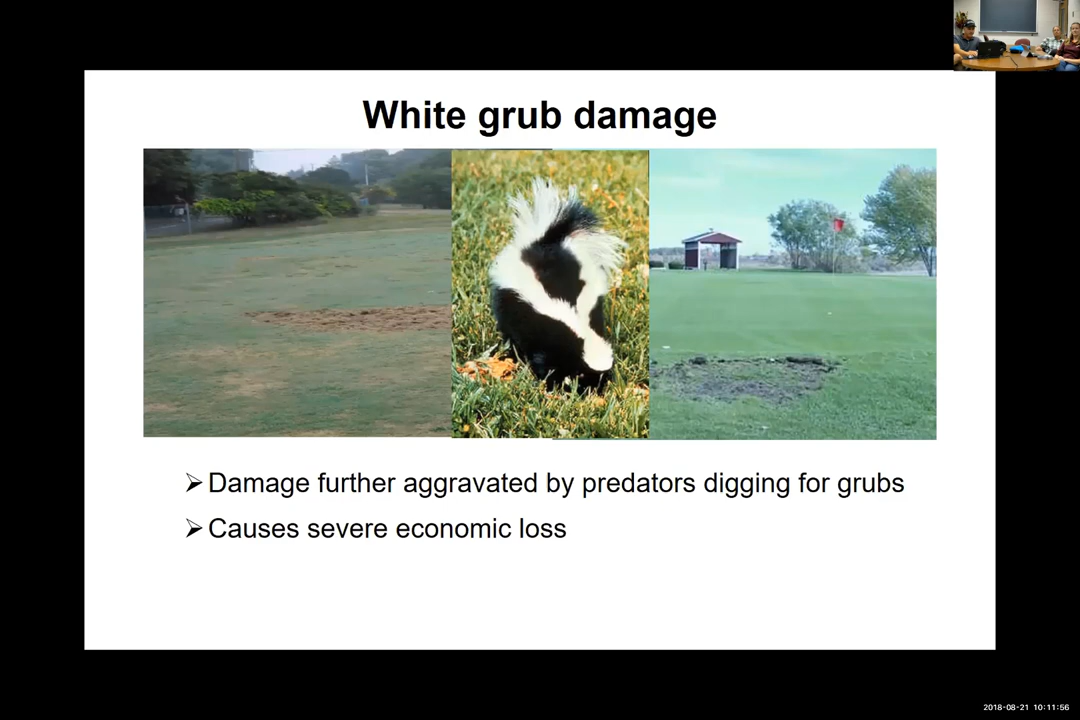 White grub damage
➢ Damage further aggravated by predators digging for grubs
➢ Causes severe economic loss
2018-08-21 10:11:56